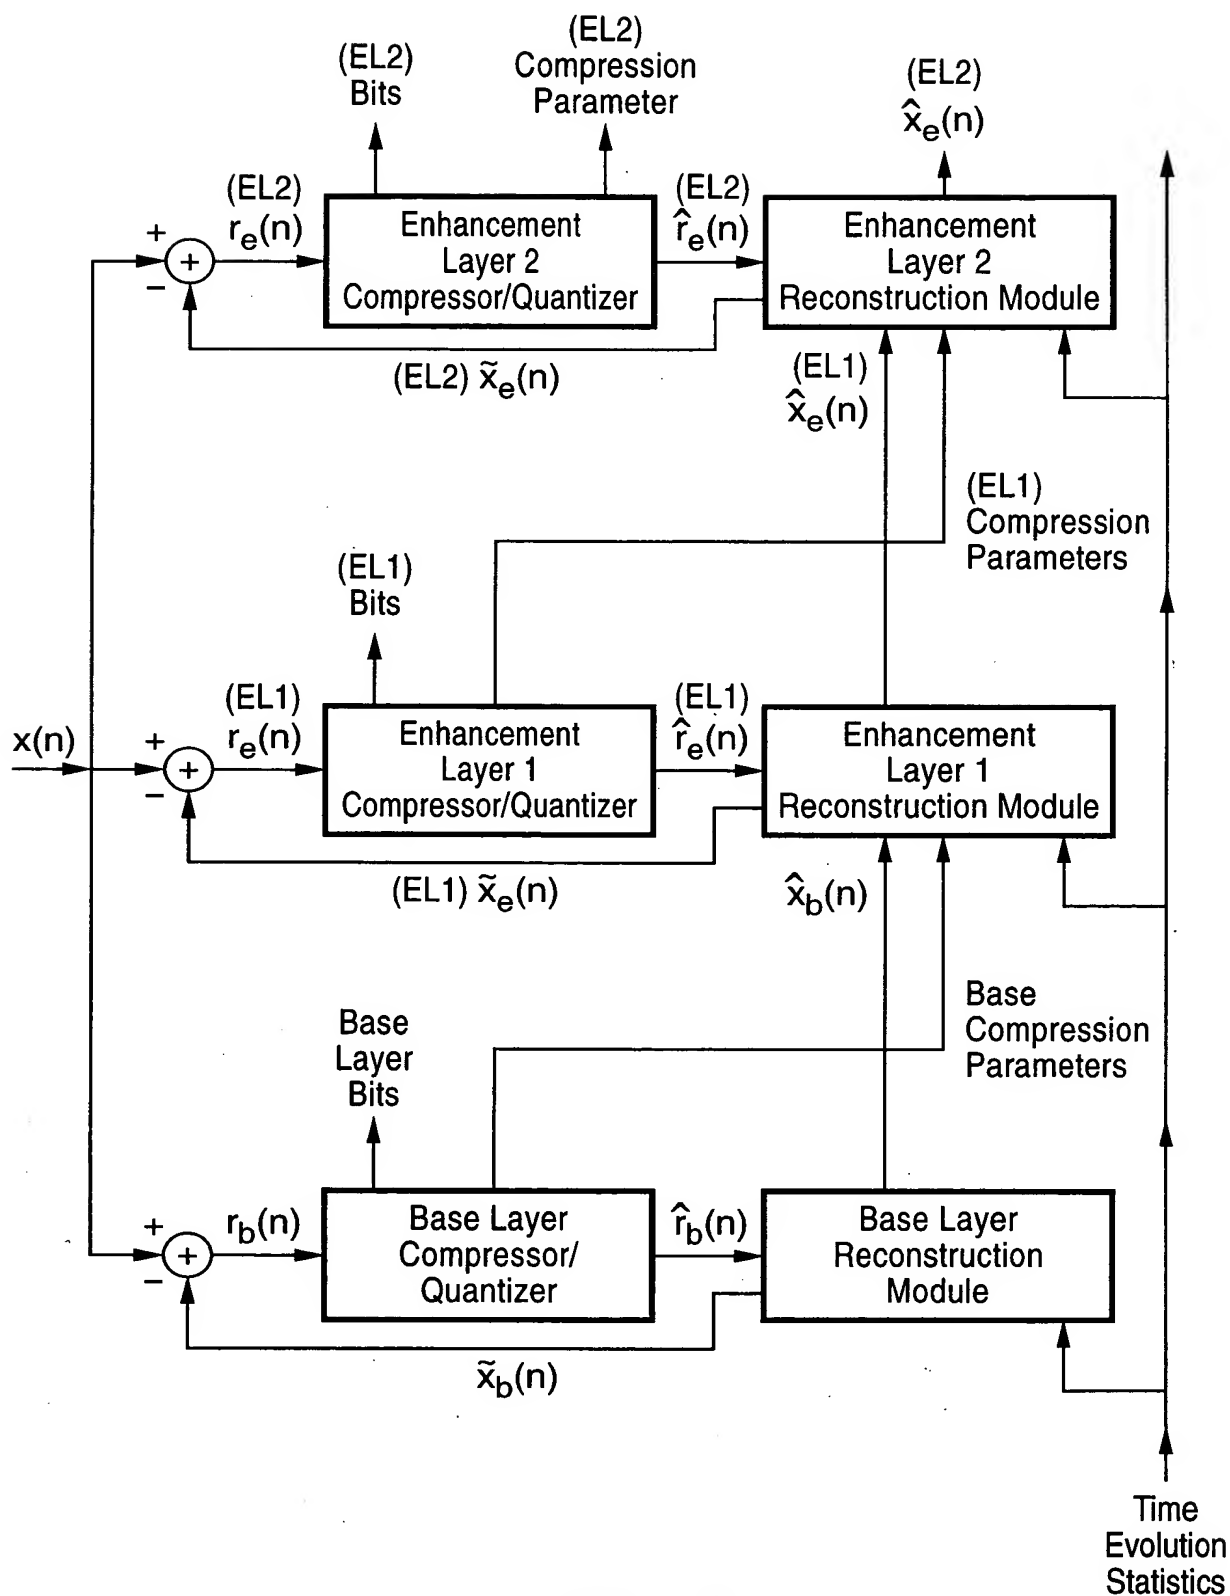 (EL2)
Bits
(EL2)
Compression
Parameter
(EL2)
x̂e(n)
+
−
+
(EL2)
re(n)
Enhancement
Layer 2
Compressor/Quantizer
(EL2)
r̂e(n)
Enhancement
Layer 2
Reconstruction Module
(EL2) x̃e(n)
(EL1)
x̂e(n)
(EL1)
Compression
Parameters
(EL1)
Bits
x(n)
+
−
+
(EL1)
re(n)
Enhancement
Layer 1
Compressor/Quantizer
(EL1)
r̂e(n)
Enhancement
Layer 1
Reconstruction Module
(EL1) x̃e(n)
x̂b(n)
Base
Compression
Parameters
Base
Layer
Bits
+
−
+
rb(n)
Base Layer
Compressor/
Quantizer
r̂b(n)
Base Layer
Reconstruction
Module
x̃b(n)
Time
Evolution
Statistics